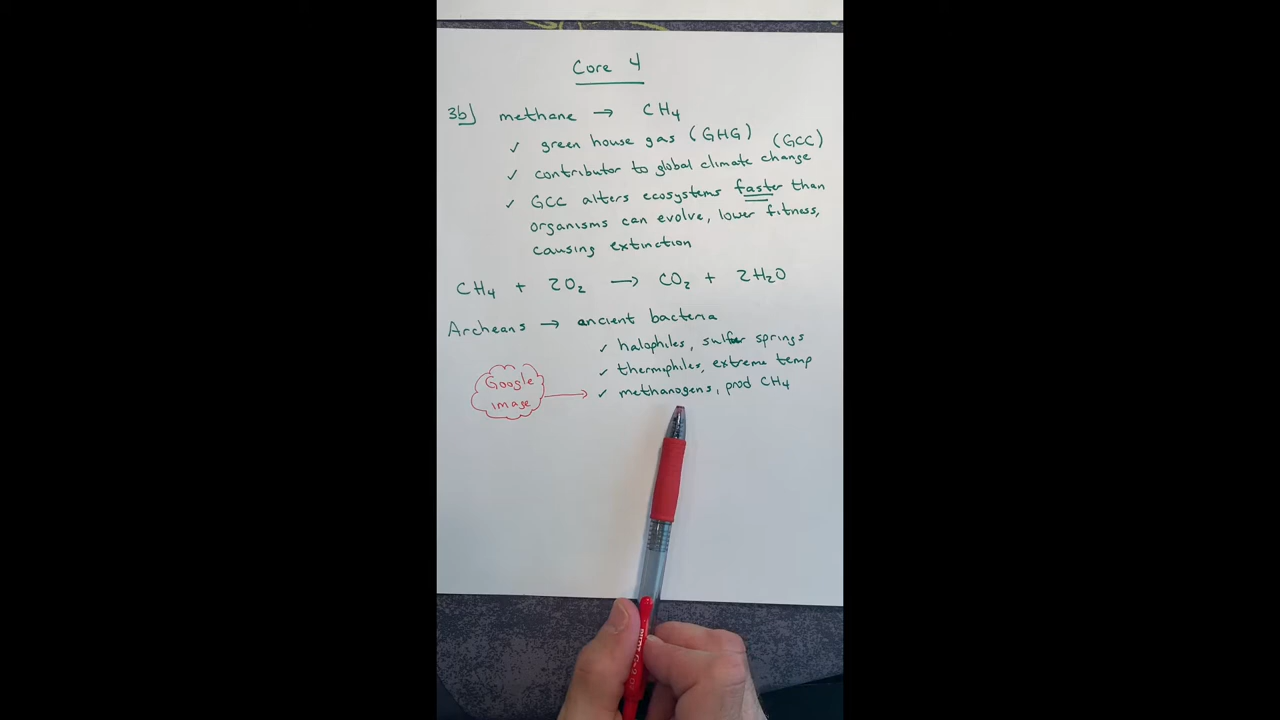 Core 4
3b) methane → CH4
✓ green house gas (GHG) (GCC)
✓ contributor to global climate change
✓ GCC alters ecosystems faster than
organisms can evolve, lower fitness,
causing extinction
CH4 + 2O2 → CO2 + 2H2O
Archeans → ancient bacteria
✓ halophiles, sulfur springs
✓ thermophiles, extreme temp
Google
image → ✓ methanogens, prod CH4